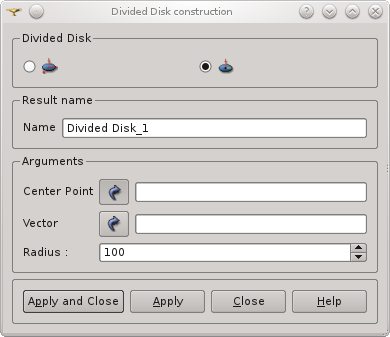 Divided Disk construction
Divided Disk
Result name
Name Divided Disk_1
Arguments
Center Point
Vector
Radius : 100
Apply and Close Apply Close Help